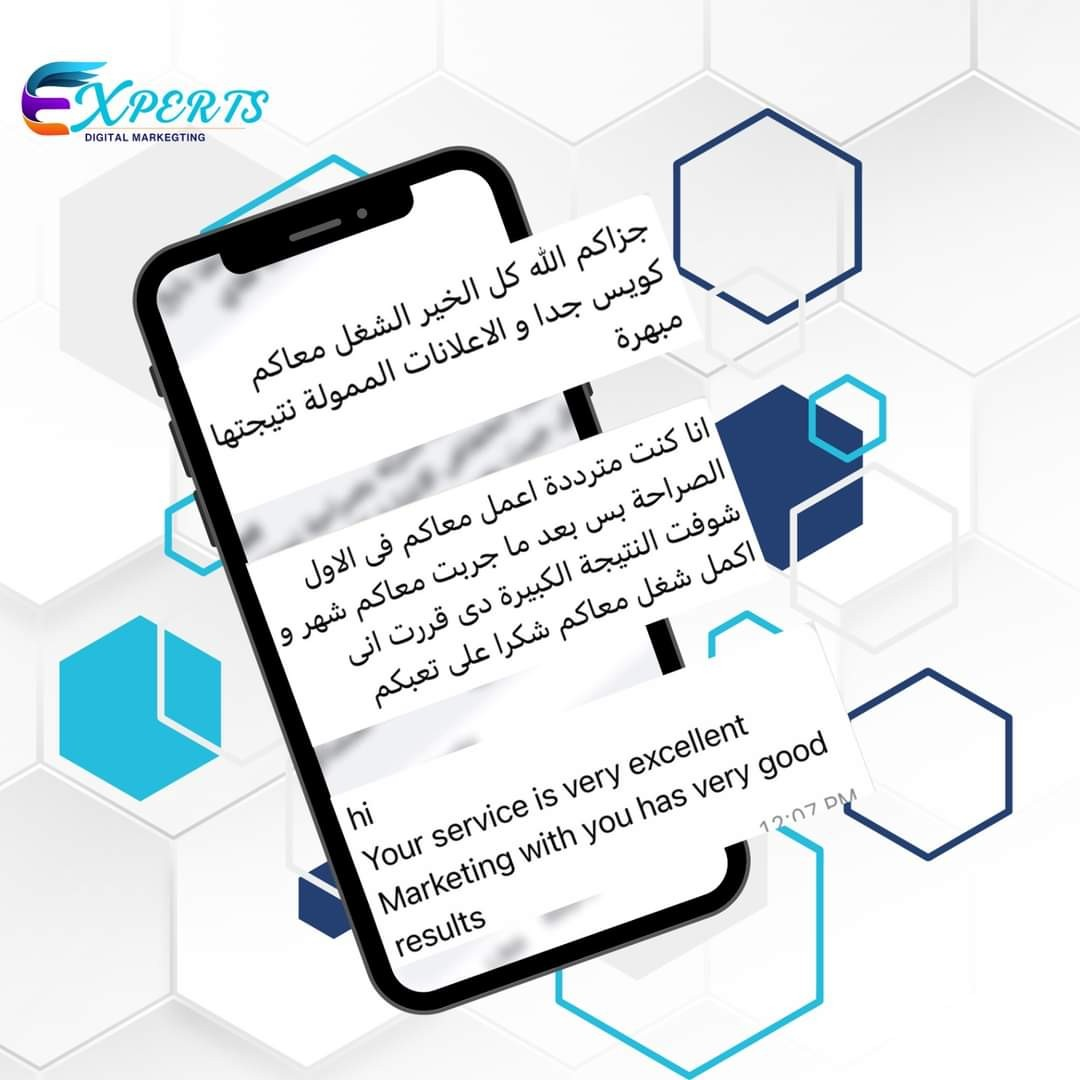 EXPERTS
DIGITAL MARKEGTING
جزاكم الله كل الخير الشغل معاكم
كويس جدا و الاعلانات الممولة نتيجتها
مبهرة
انا كنت مترددة اعمل معاكم فى الاول
الصراحة بس بعد ما جربت معاكم شهر و
شوفت النتيجة الكبيرة دى قررت انى
اكمل شغل معاكم شكرا على تعبكم
hi
Your service is very excellent
Marketing with you has very good
results
12:07 PM